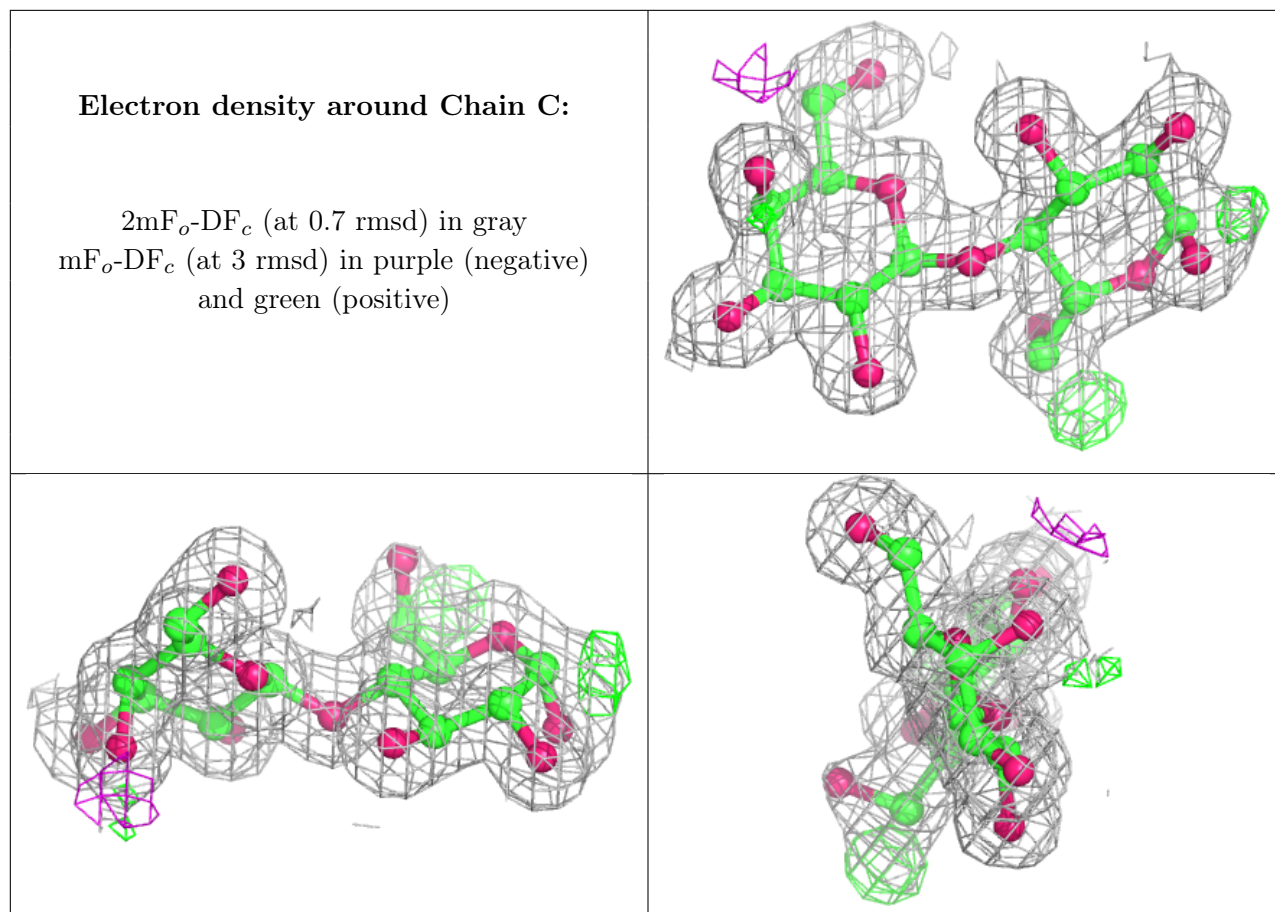 Electron density around Chain C:
2mFo-DFc (at 0.7 rmsd) in gray
mFo-DFc (at 3 rmsd) in purple (negative)
and green (positive)